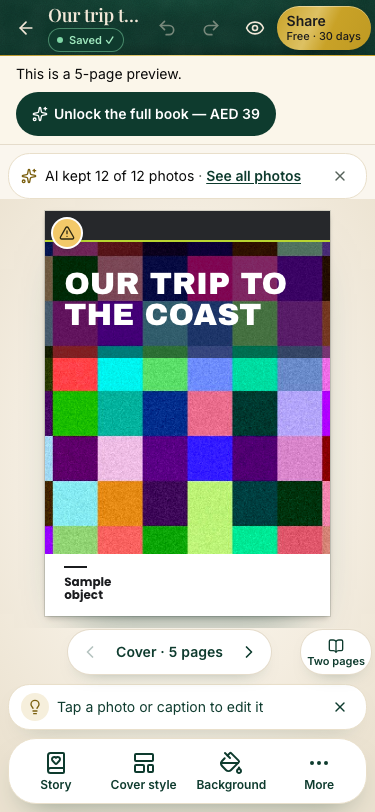 Our trip t...
Saved ✓
Share
Free · 30 days
This is a 5-page preview.
Unlock the full book — AED 39
AI kept 12 of 12 photos · See all photos
OUR TRIP TO
THE COAST
Sample
object
Cover · 5 pages
Two pages
Tap a photo or caption to edit it
Story
Cover style
Background
More